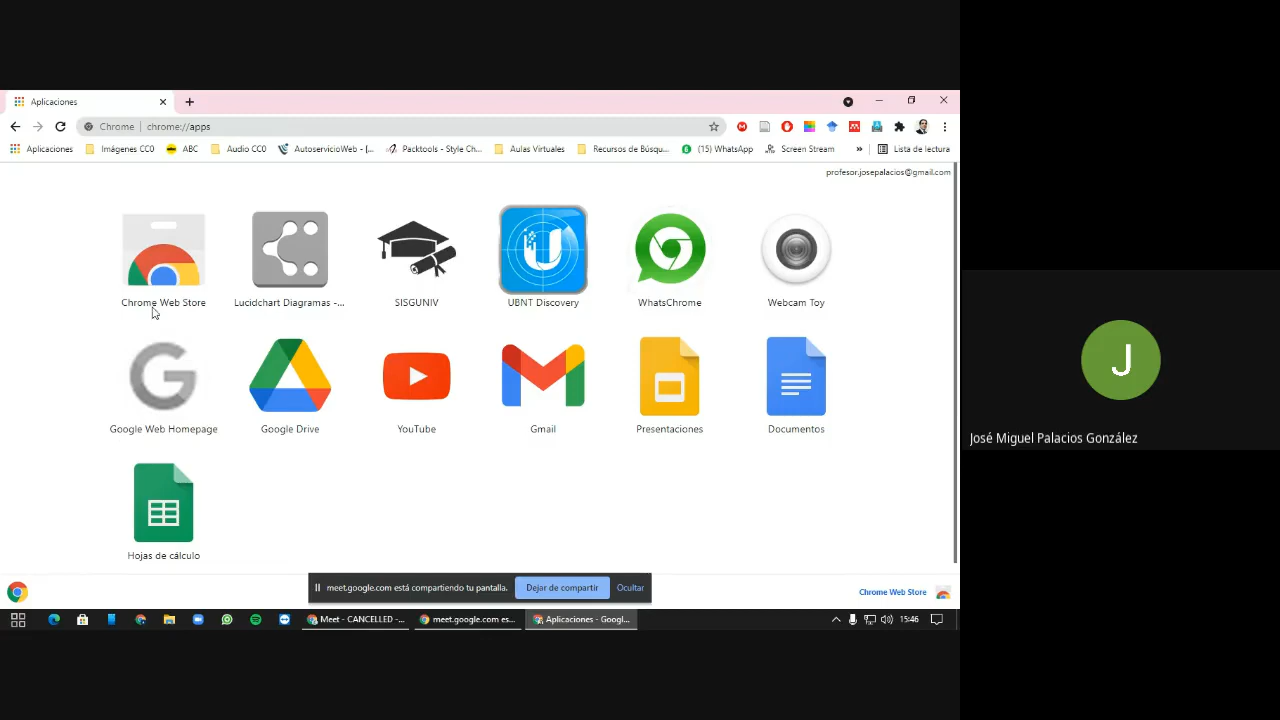 Aplicaciones
Chrome | chrome://apps
Aplicaciones Imágenes CC0 ABC Audio CC0 AutoservicioWeb - [... Packtools - Style Ch... Aulas Virtuales Recursos de Búsqu... (15) WhatsApp Screen Stream » Lista de lectura
profesor.josepalacios@gmail.com
Chrome Web Store Lucidchart Diagramas -... SISGUNIV UBNT Discovery WhatsChrome Webcam Toy
Google Web Homepage Google Drive YouTube Gmail Presentaciones Documentos
Hojas de cálculo
J
José Miguel Palacios González
meet.google.com está compartiendo tu pantalla. Dejar de compartir Ocultar
Chrome Web Store
Meet - CANCELLED -... meet.google.com es... Aplicaciones - Googl... 15:46